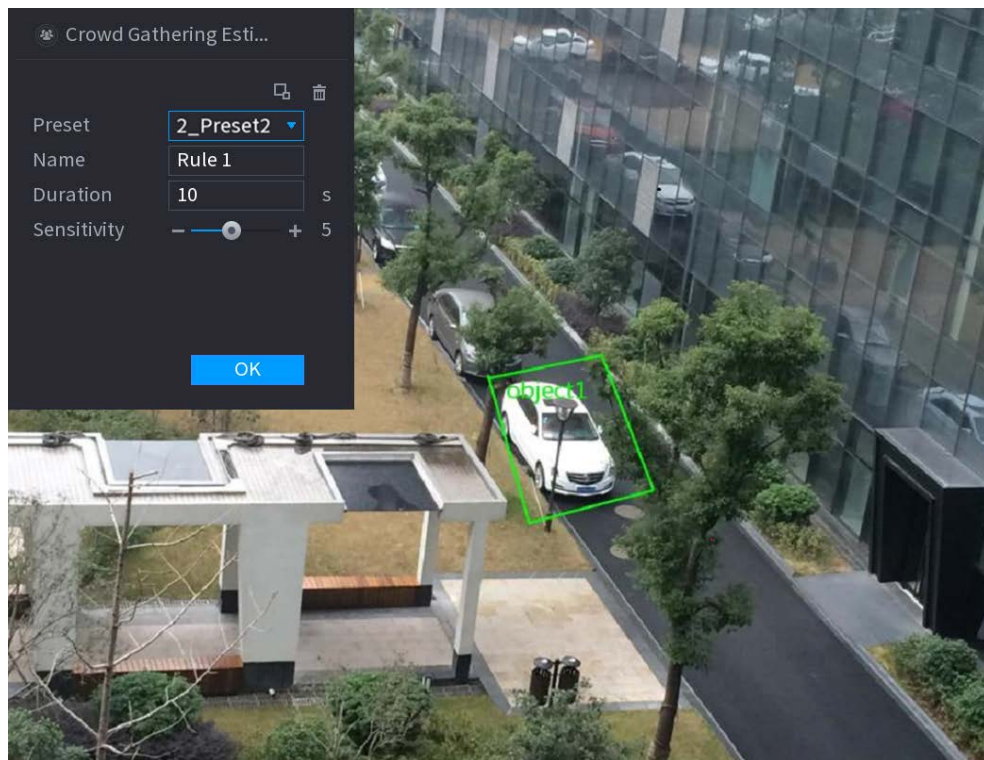 Crowd Gathering Esti...
Preset 2_Preset2
Name Rule 1
Duration 10 s
Sensitivity 5
OK
object1